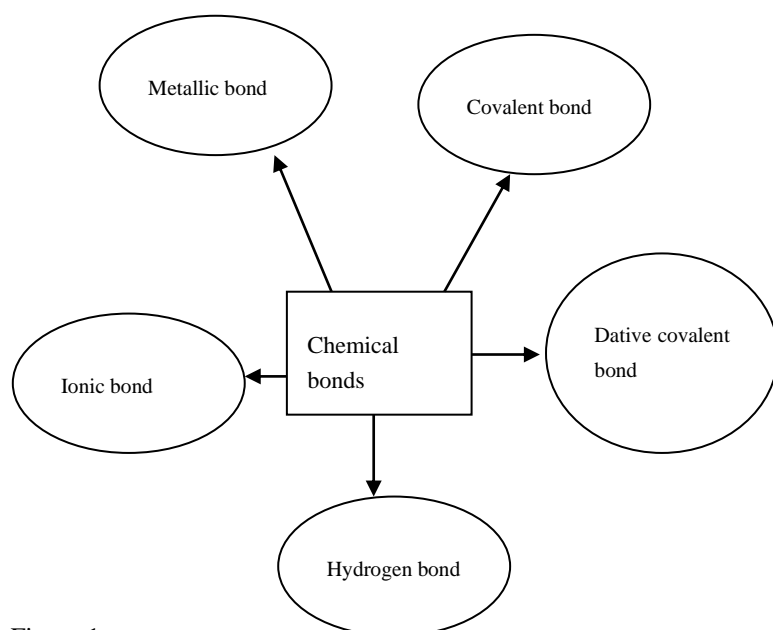 Metallic bond
Covalent bond
Chemical
bonds
Dative covalent
bond
Ionic bond
Hydrogen bond